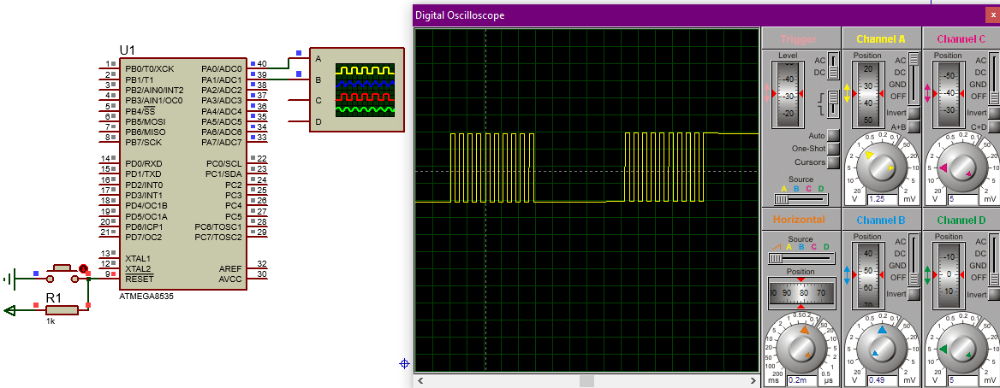 Digital Oscilloscope
x
U1
1 PB0/T0/XCK PA0/ADC0 40
2 PB1/T1 PA1/ADC1 39
3 PB2/AIN0/INT2 PA2/ADC2 38
4 PB3/AIN1/OC0 PA3/ADC3 37
5 PB4/SS PA4/ADC4 36
6 PB5/MOSI PA5/ADC5 35
7 PB6/MISO PA6/ADC6 34
8 PB7/SCK PA7/ADC7 33
14 PD0/RXD PC0/SCL 22
15 PD1/TXD PC1/SDA 23
16 PD2/INT0 PC2 24
17 PD3/INT1 PC3 25
18 PD4/OC1B PC4 26
19 PD5/OC1A PC5 27
20 PD6/ICP1 PC6/TOSC1 28
21 PD7/OC2 PC7/TOSC2 29
13 XTAL1
12 XTAL2 AREF 32
9 RESET AVCC 30
ATMEGA8535
R1
1k
A
B
C
D
Trigger
Level
AC
DC
-40
-30
-20
Auto
One-Shot
Cursors
Source
A B C D
Channel A
Position
20
30
40
50
AC
DC
GND
OFF
Invert
A+B
0.5 0.2 0.1
1 50
2 20
5 10
10 5
20 2
V 1.25 mV
Channel C
Position
-50
-40
-30
AC
DC
GND
OFF
Invert
C+D
0.5 0.2 0.1
1 50
2 20
5 10
10 5
20 2
V 5 mV
Horizontal
Source
A B C D
Position
90 80 70
0.5 0.2
1
2
5
10
20
50
100
200 0.5
ms 0.2m µs
Channel B
Position
40
50
60
70
AC
DC
GND
OFF
Invert
0.5 0.2 0.1
1 50
2 20
5 10
10 5
20 2
V 0.49 mV
Channel D
Position
-10
0
10
AC
DC
GND
OFF
Invert
0.5 0.2 0.1
1 50
2 20
5 10
10 5
20 2
V 5 mV